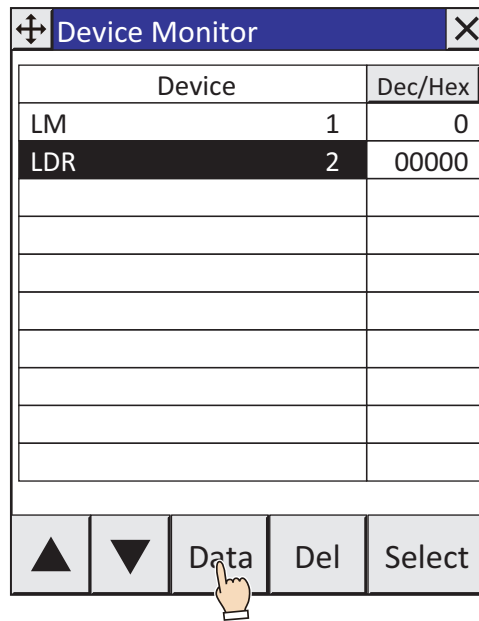 Device Monitor
Device Dec/Hex
LM 1 0
LDR 2 00000
Data Del Select